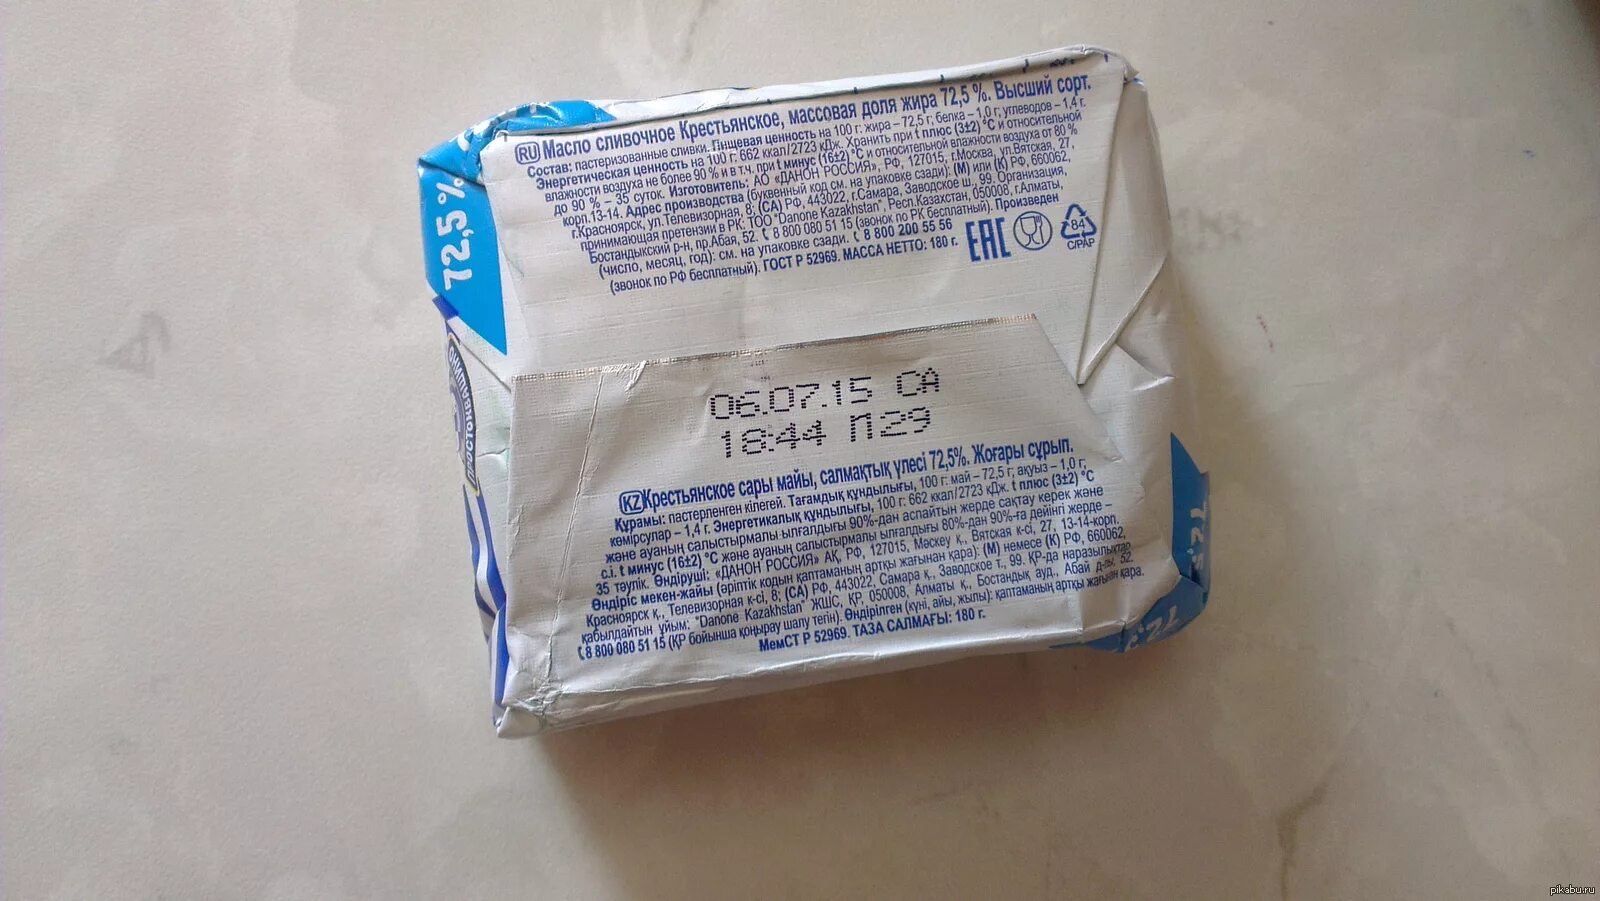 72,5 %
RU Масло сливочное Крестьянское, массовая доля жира 72,5 %. Высший сорт.
Состав: пастеризованные сливки. Пищевая ценность на 100 г: жира – 72,5 г; белка – 1,0 г; углеводов – 1,4 г.
Энергетическая ценность на 100 г: 662 ккал/2723 кДж. Хранить при t плюс (3±2) °C и относительной
влажности воздуха не более 90 % и в т.ч. при t минус (16±2) °C и относительной влажности воздуха от 80 %
до 90 % – 35 суток. Изготовитель: АО «ДАНОН РОССИЯ», РФ, 127015, г.Москва, ул.Вятская, 27,
корп.13-14. Адрес производства (буквенный код см. на упаковке сзади): (М) или (К) РФ, 660062,
г.Красноярск, ул.Телевизорная, 8; (СА) РФ, 443022, г.Самара, Заводское ш., 99. Организация,
принимающая претензии в РК: ТОО "Danone Kazakhstan", Респ.Казахстан, 050008, г.Алматы,
Бостандыкский р-н, пр.Абая, 52. 8 800 080 51 15 (звонок по РК бесплатный). Произведен
(число, месяц, год): см. на упаковке сзади. 8 800 200 55 56
(звонок по РФ бесплатный). ГОСТ Р 52969. МАССА НЕТТО: 180 г.
EAC
84
C/PAP
ПРОСТОКВА
06.07.15 СА
18:44 П29
KZ Крестьянское сары майы, салмақтық үлесі 72,5%. Жоғары сұрып.
Құрамы: пастерленген кілегей. Тағамдық құндылығы, 100 г: май – 72,5 г; ақуыз – 1,0 г;
көмірсулар – 1,4 г. Энергетикалық құндылығы, 100 г: 662 ккал/2723 кДж. t плюс (3±2) °C
және ауаның салыстырмалы ылғалдығы 90%-дан аспайтын жерде сақтау керек және
с.і. t минус (16±2) °C және ауаның салыстырмалы ылғалдығы 80%-дан 90%-ға дейінгі жерде –
35 тәулік. Өндіруші: «ДАНОН РОССИЯ» АҚ, РФ, 127015, Мәскеу қ., Вятская к-сі, 27, 13-14-корп.
Өндіріс мекен-жайы (әріптік кодын қаптаманың артқы жағынан қара): (М) немесе (К) РФ, 660062,
Красноярск қ., Телевизорная к-сі, 8; (СА) РФ, 443022, Самара қ., Заводское т., 99. ҚР-да наразылықтар
қабылдайтын ұйым: "Danone Kazakhstan" ЖШС, ҚР, 050008, Алматы қ., Бостандық ауд., Абай д-лы, 52.
8 800 080 51 15 (ҚР бойынша қоңырау шалу тегін). Өндірілген (күні, айы, жылы): қаптаманың артқы жағынан қара.
МемСТ Р 52969. ТАЗА САЛМАҒЫ: 180 г.
pikabu.ru